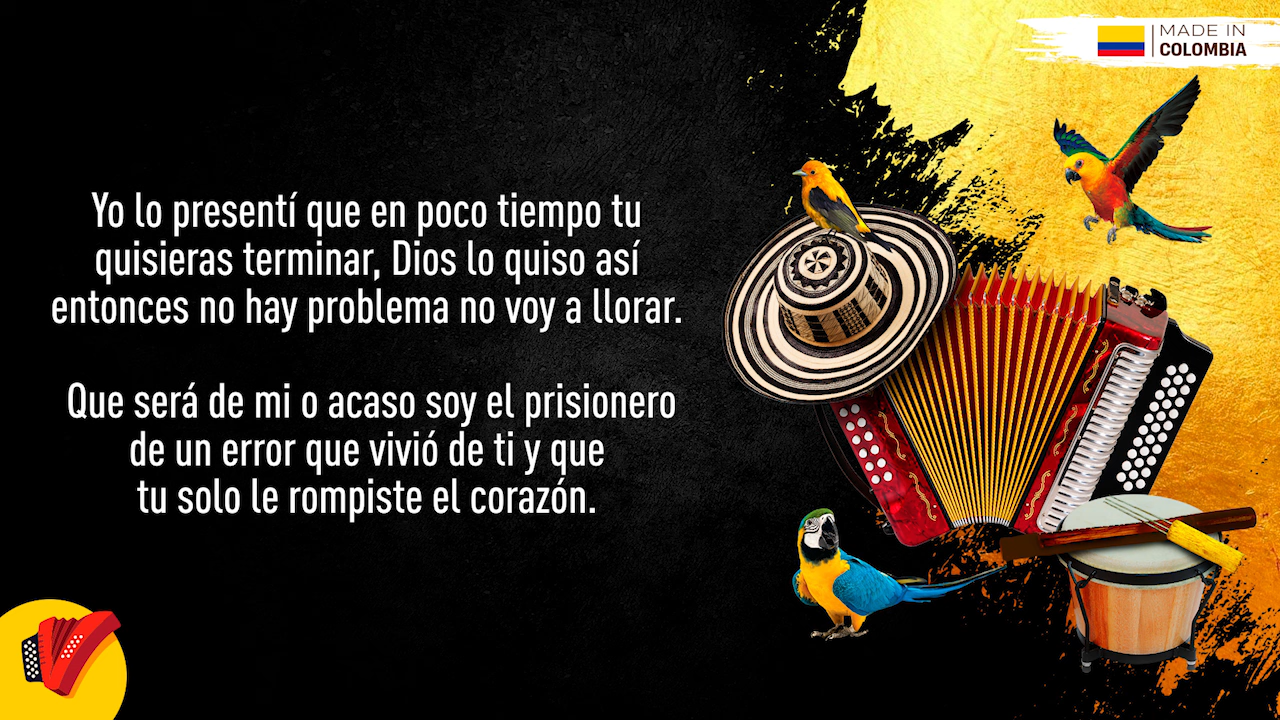 MADE IN
COLOMBIA
Yo lo presentí que en poco tiempo tu
quisieras terminar, Dios lo quiso así
entonces no hay problema no voy a llorar.
Que será de mi o acaso soy el prisionero
de un error que vivió de ti y que
tu solo le rompiste el corazón.